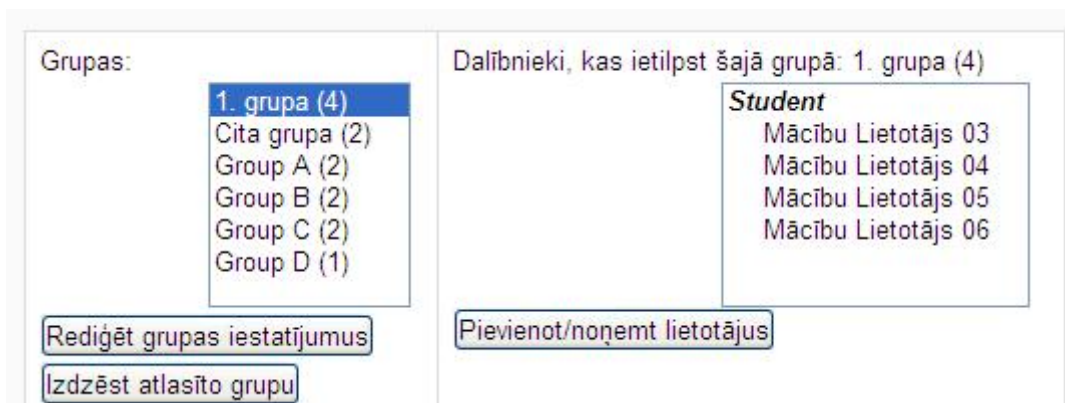 Grupas:
1. grupa (4)
Cita grupa (2)
Group A (2)
Group B (2)
Group C (2)
Group D (1)
Rediģēt grupas iestatījumus
Izdzēst atlasīto grupu
Dalībnieki, kas ietilpst šajā grupā: 1. grupa (4)
Student
Mācību Lietotājs 03
Mācību Lietotājs 04
Mācību Lietotājs 05
Mācību Lietotājs 06
Pievienot/noņemt lietotājus